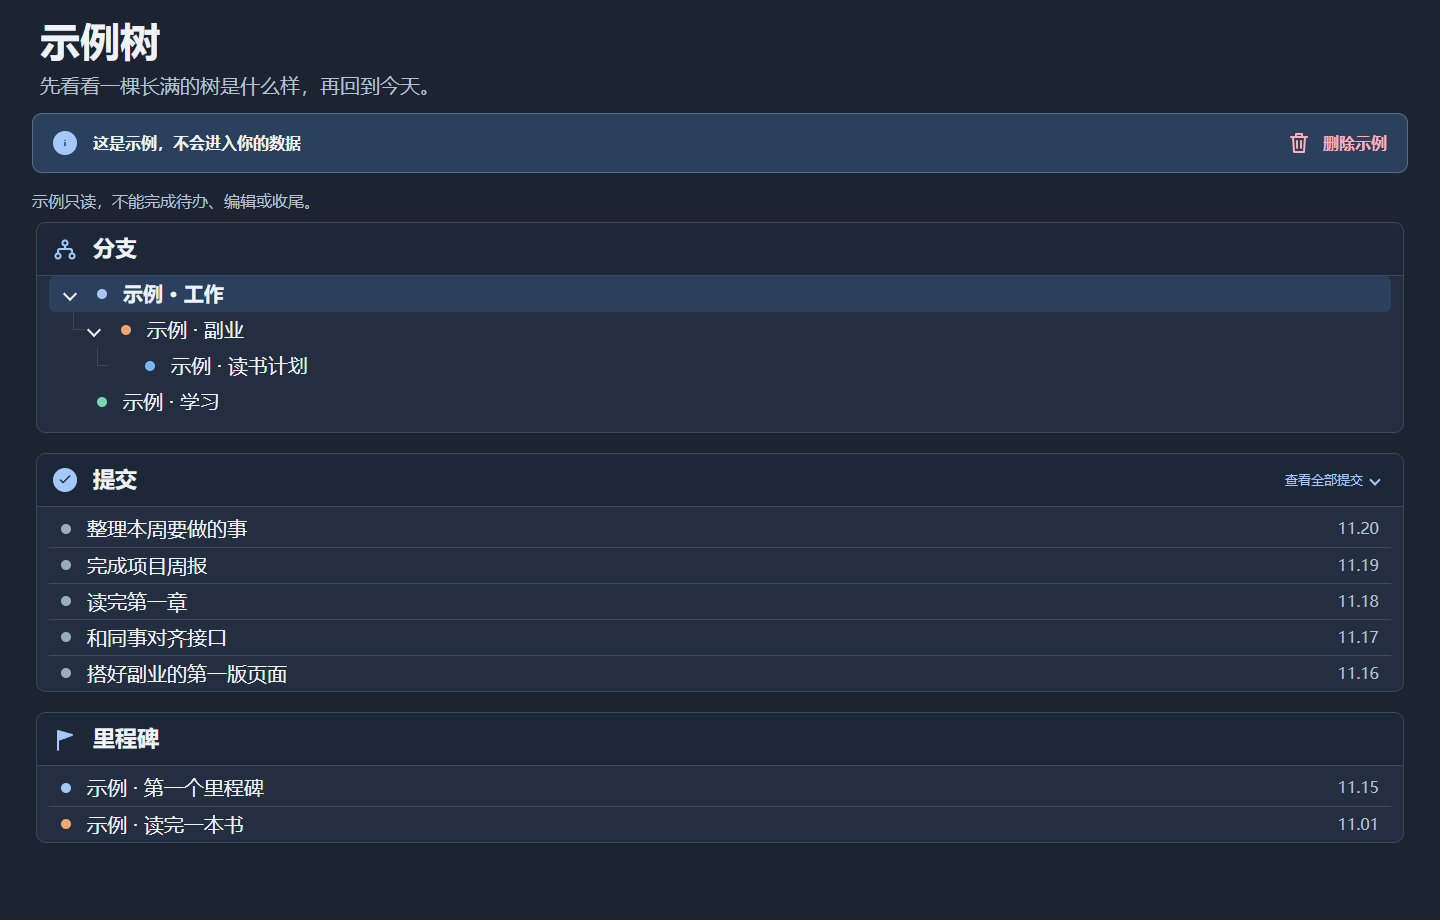 示例树
先看看一棵长满的树是什么样，再回到今天。
这是示例，不会进入你的数据
删除示例
示例只读，不能完成待办、编辑或收尾。
分支
示例 · 工作
示例 · 副业
示例 · 读书计划
示例 · 学习
提交
查看全部提交
整理本周要做的事 11.20
完成项目周报 11.19
读完第一章 11.18
和同事对齐接口 11.17
搭好副业的第一版页面 11.16
里程碑
示例 · 第一个里程碑 11.15
示例 · 读完一本书 11.01